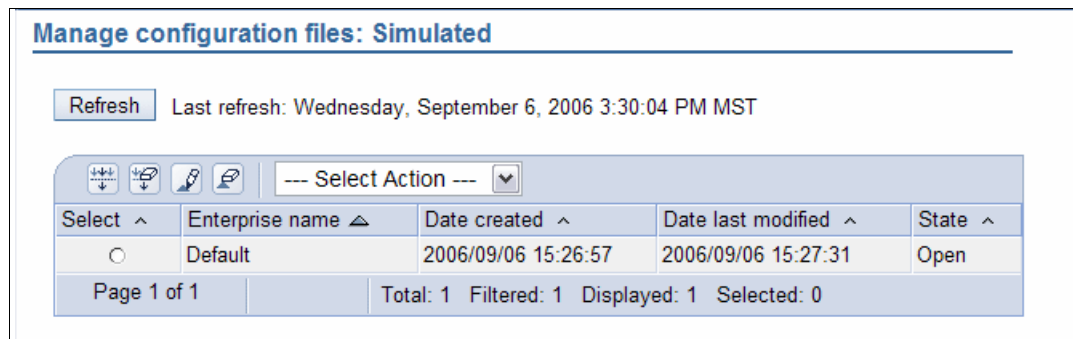 Manage configuration files: Simulated
Refresh Last refresh: Wednesday, September 6, 2006 3:30:04 PM MST
--- Select Action ---
Select Enterprise name Date created Date last modified State
Default 2006/09/06 15:26:57 2006/09/06 15:27:31 Open
Page 1 of 1 Total: 1 Filtered: 1 Displayed: 1 Selected: 0